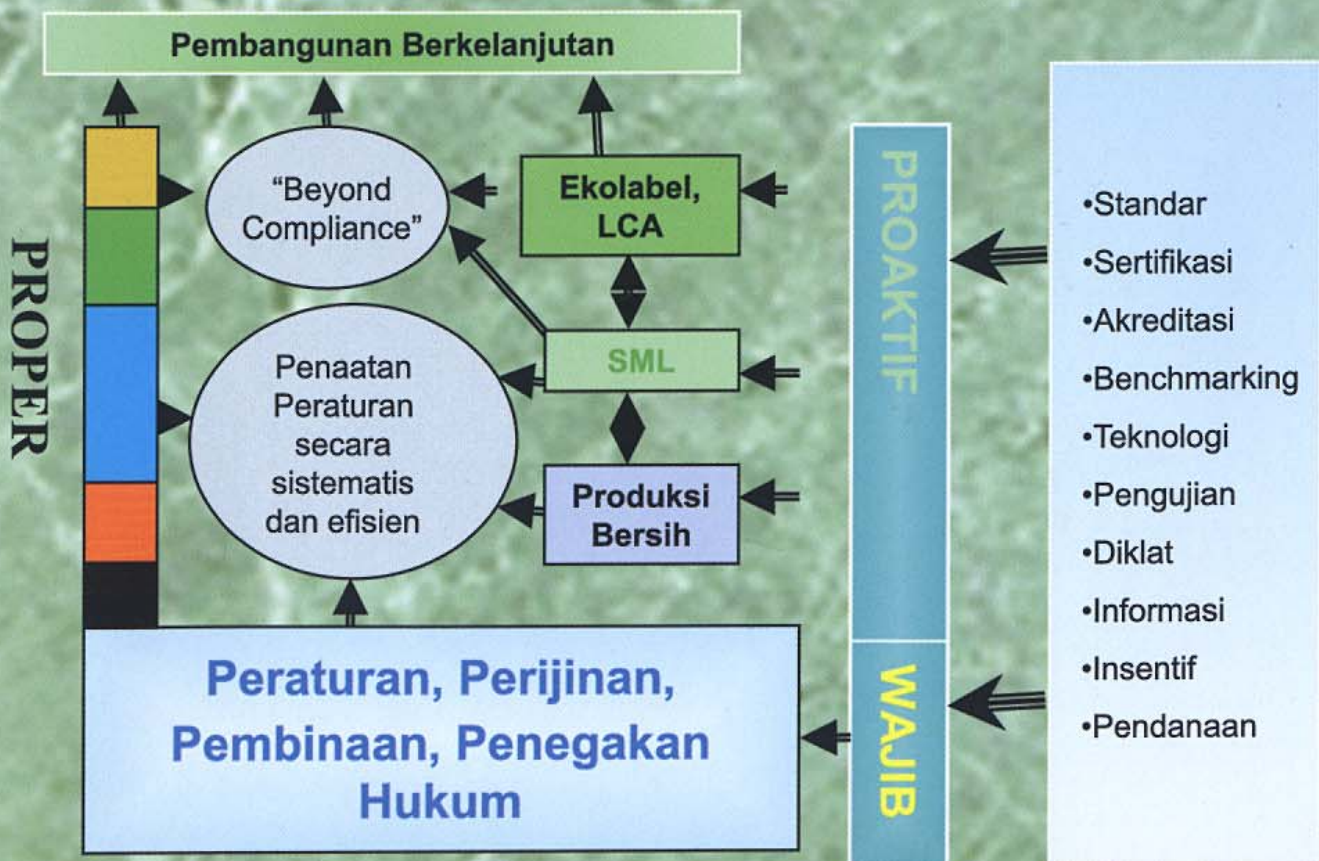 Pembangunan Berkelanjutan
PROPER
“Beyond
Compliance”
Ekolabel,
LCA
Penaatan
Peraturan
secara
sistematis
dan efisien
SML
Produksi
Bersih
Peraturan, Perijinan,
Pembinaan, Penegakan
Hukum
PROAKTIF
WAJIB
•Standar
•Sertifikasi
•Akreditasi
•Benchmarking
•Teknologi
•Pengujian
•Diklat
•Informasi
•Insentif
•Pendanaan